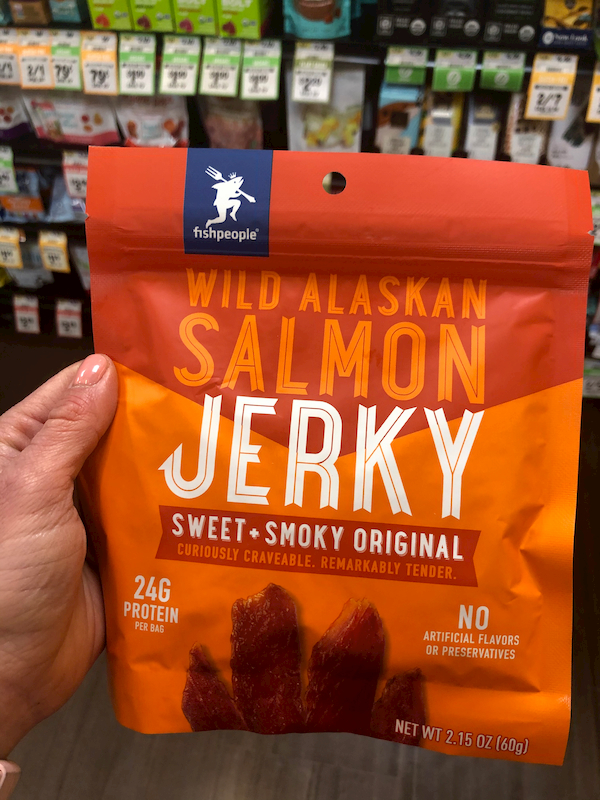 fishpeople®
WILD ALASKAN
SALMON
JERKY
SWEET+SMOKY ORIGINAL
CURIOUSLY CRAVEABLE. REMARKABLY TENDER.
24G
PROTEIN
PER BAG
NO
ARTIFICIAL FLAVORS
OR PRESERVATIVES
NET WT 2.15 OZ (60g)